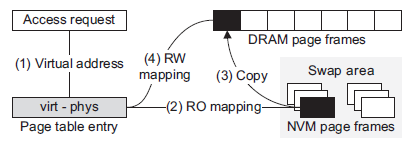 Access request
(1) Virtual address
virt - phys
Page table entry
(4) RW
mapping
(2) RO mapping
(3) Copy
DRAM page frames
Swap area
NVM page frames